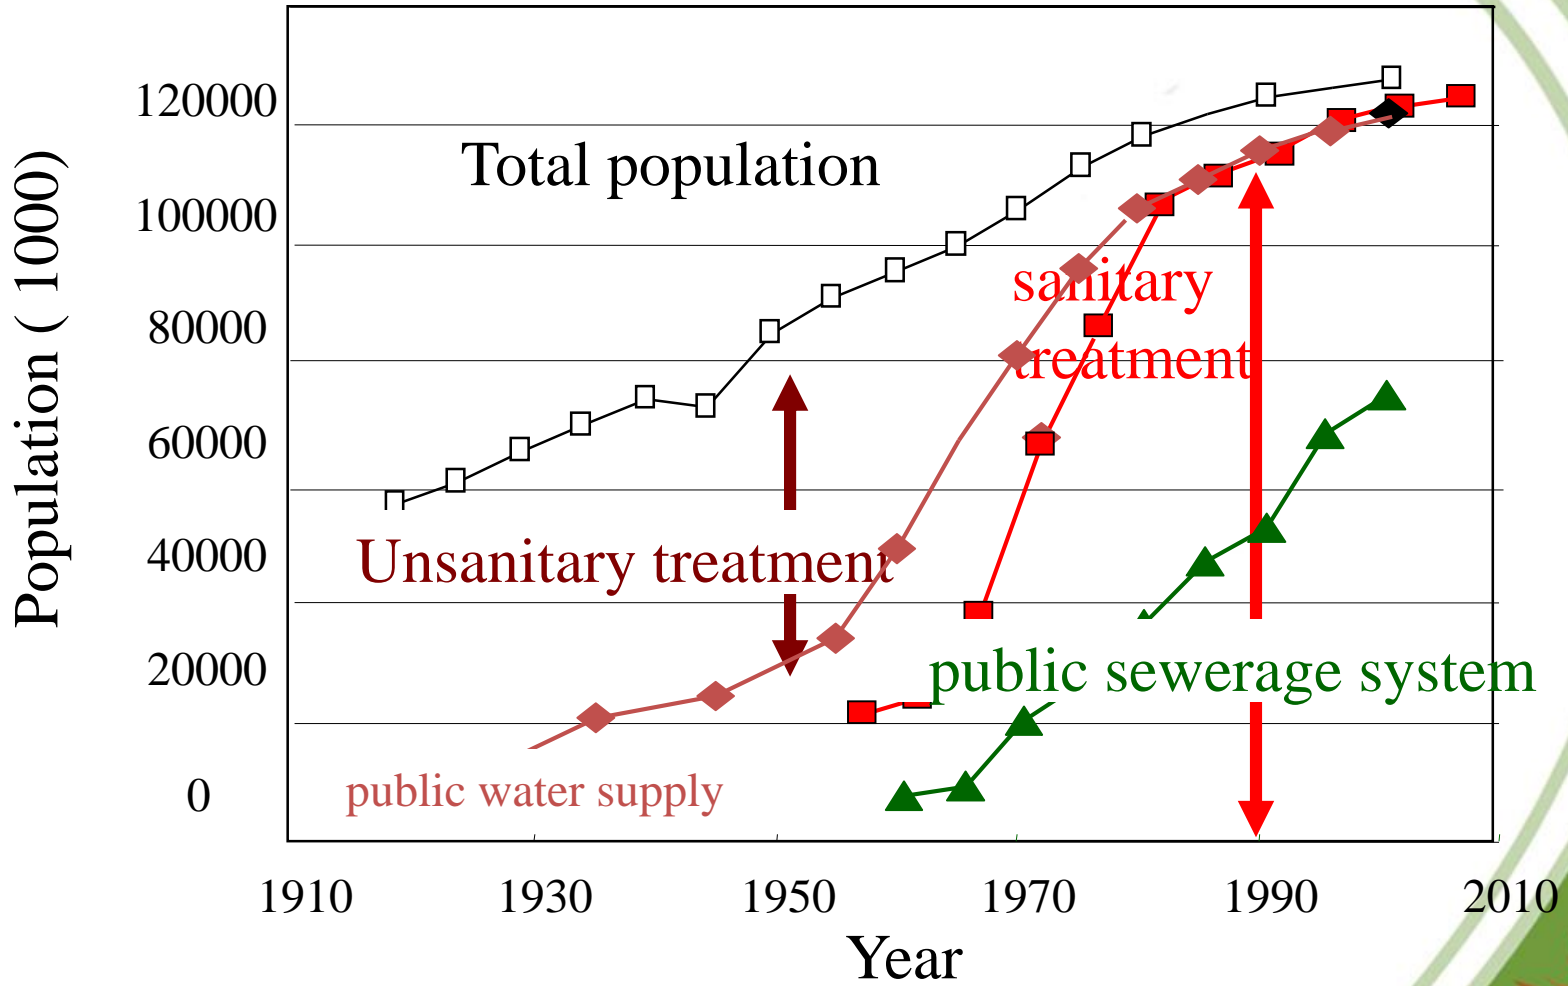 120000
100000
80000
60000
40000
20000
0
Population ( 1000)
Total population
sanitary
treatment
Unsanitary treatment
public sewerage system
public water supply
1910
1930
1950
1970
1990
2010
Year